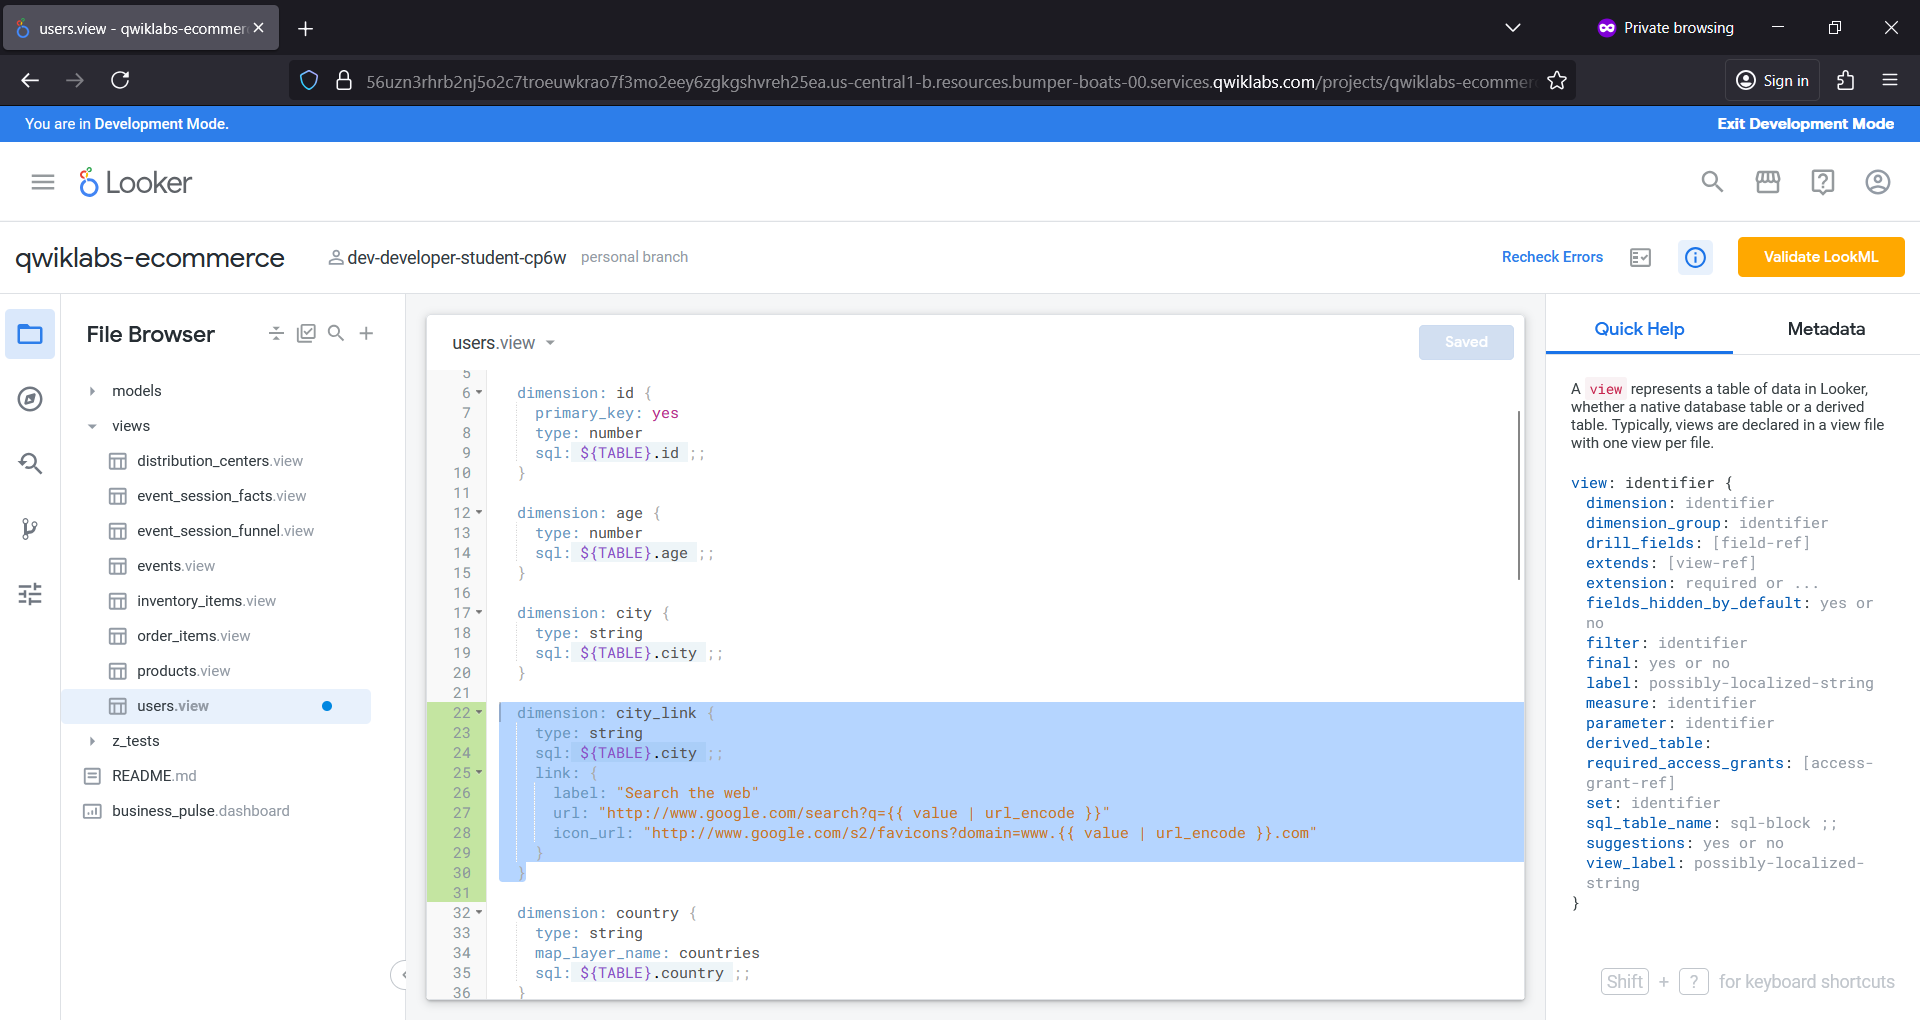 users.view - qwiklabs-ecommer
Private browsing
56uzn3rhrb2nj5o2c7troeuwkrao7f3mo2eey6zgkgshvreh25ea.us-central1-b.resources.bumper-boats-00.services.qwiklabs.com/projects/qwiklabs-ecommer
Sign in
You are in Development Mode.
Exit Development Mode
Looker
qwiklabs-ecommerce
dev-developer-student-cp6w personal branch
Recheck Errors
Validate LookML
File Browser
models
views
distribution_centers.view
event_session_facts.view
event_session_funnel.view
events.view
inventory_items.view
order_items.view
products.view
users.view
z_tests
README.md
business_pulse.dashboard
users.view
Saved
5
6 dimension: id {
7 primary_key: yes
8 type: number
9 sql: ${TABLE}.id ;;
10 }
11
12 dimension: age {
13 type: number
14 sql: ${TABLE}.age ;;
15 }
16
17 dimension: city {
18 type: string
19 sql: ${TABLE}.city ;;
20 }
21
22 dimension: city_link {
23 type: string
24 sql: ${TABLE}.city ;;
25 link: {
26 label: "Search the web"
27 url: "http://www.google.com/search?q={{ value | url_encode }}"
28 icon_url: "http://www.google.com/s2/favicons?domain=www.{{ value | url_encode }}.com"
29 }
30 }
31
32 dimension: country {
33 type: string
34 map_layer_name: countries
35 sql: ${TABLE}.country ;;
36 }
Quick Help
Metadata
A view represents a table of data in Looker,
whether a native database table or a derived
table. Typically, views are declared in a view file
with one view per file.
view: identifier {
dimension: identifier
dimension_group: identifier
drill_fields: [field-ref]
extends: [view-ref]
extension: required or ...
fields_hidden_by_default: yes or
no
filter: identifier
final: yes or no
label: possibly-localized-string
measure: identifier
parameter: identifier
derived_table:
required_access_grants: [access-
grant-ref]
set: identifier
sql_table_name: sql-block ;;
suggestions: yes or no
view_label: possibly-localized-
string
}
Shift + ? for keyboard shortcuts